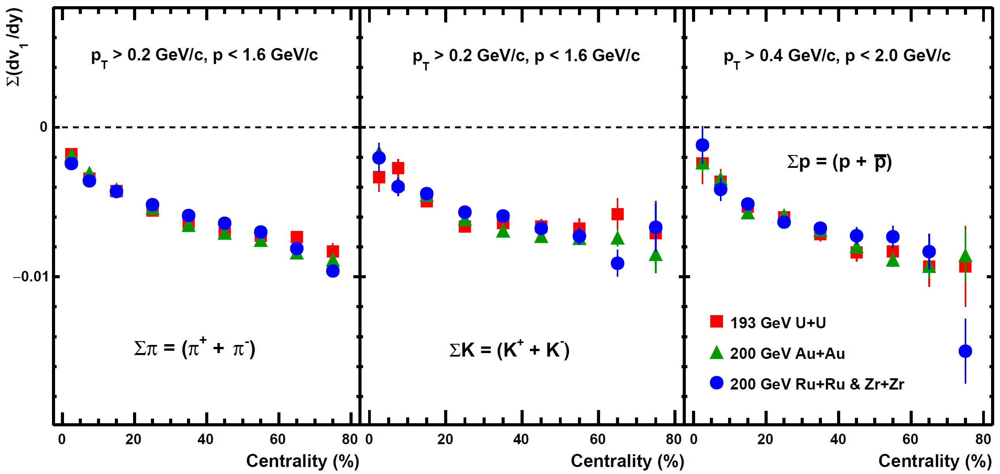 Σ(dv1 /dy)
pT > 0.2 GeV/c, p < 1.6 GeV/c
pT > 0.2 GeV/c, p < 1.6 GeV/c
pT > 0.4 GeV/c, p < 2.0 GeV/c
0
−0.01
Σp = (p + p̅)
Σπ = (π+ + π-)
ΣK = (K+ + K-)
193 GeV U+U
200 GeV Au+Au
200 GeV Ru+Ru & Zr+Zr
0 20 40 60 80
0 20 40 60 80
0 20 40 60 80
Centrality (%)
Centrality (%)
Centrality (%)